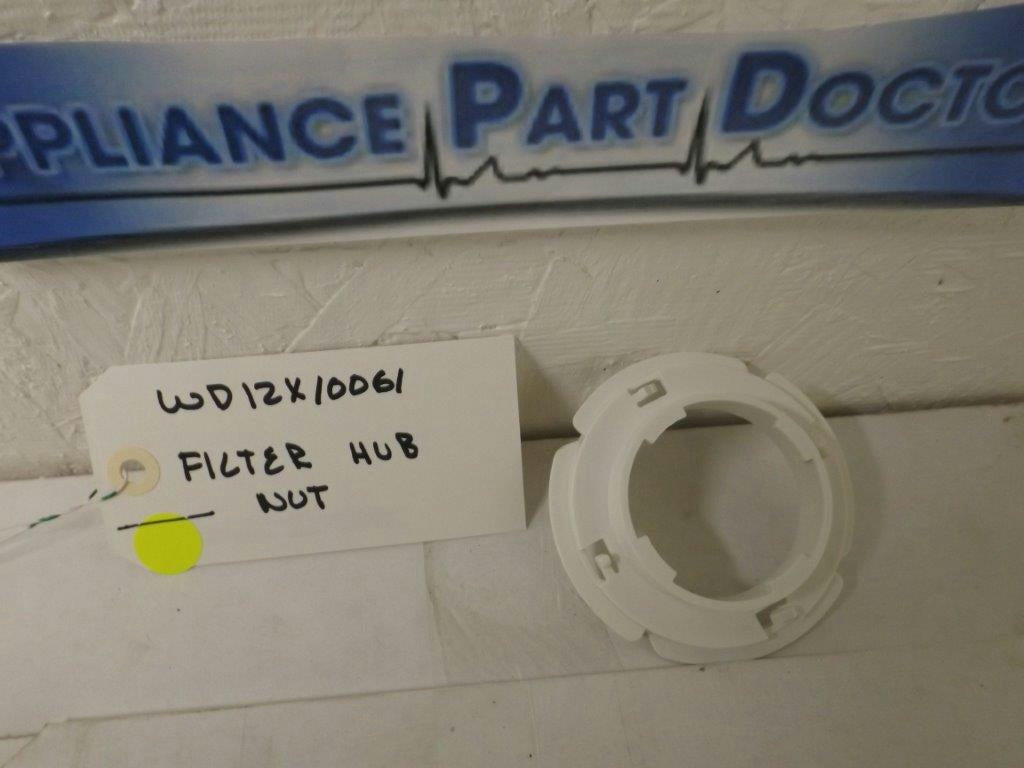 PPLIANCE PART DOCTO
WD12X10061
FILTER HUB
NUT